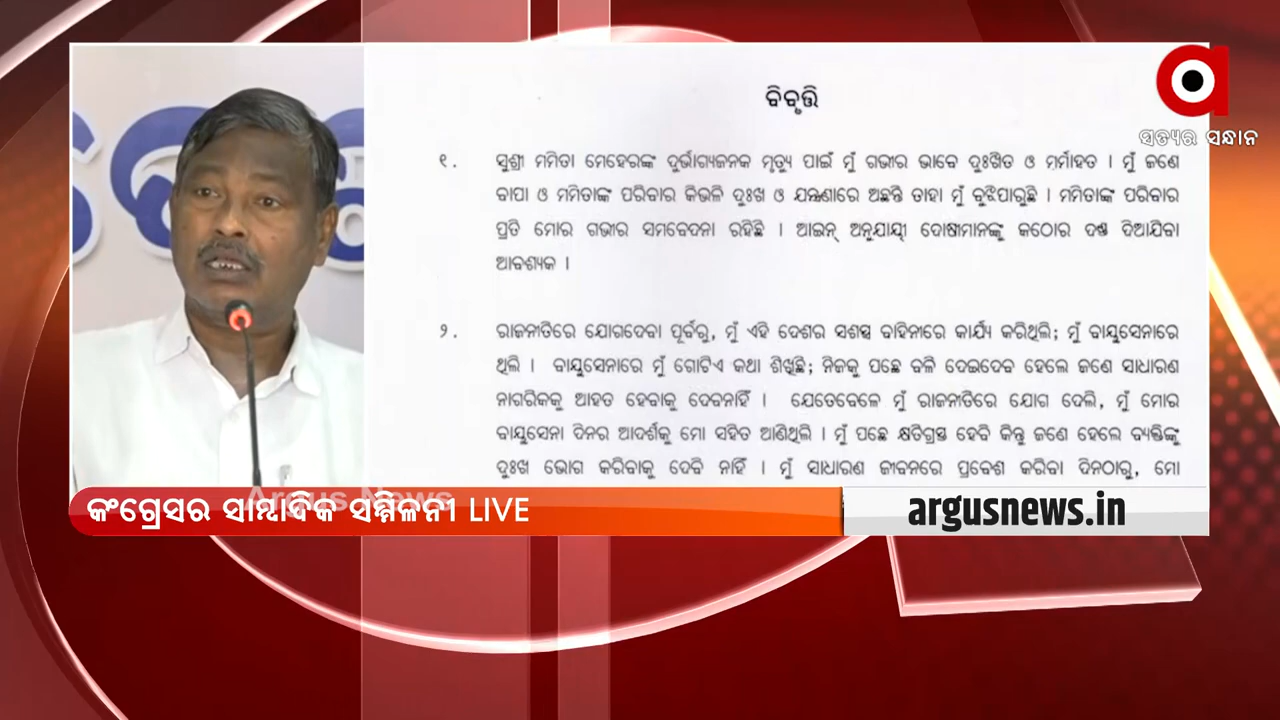 ବିବୃତ୍ତି
ସତ୍ୟର ସନ୍ଧାନ
୧. ସୁଶ୍ରୀ ମମିତା ମେହେରଙ୍କ ଦୁର୍ଭାଗ୍ୟଜନକ ମୃତ୍ୟୁ ପାଇଁ ମୁଁ ଗଭୀର ଭାବେ ଦୁଃଖିତ ଓ ମର୍ମାହତ । ମୁଁ ଜଣେ
ବାପା ଓ ମମିତାଙ୍କ ପରିବାର କିଭଳି ଦୁଃଖ ଓ ଯନ୍ତ୍ରଣାରେ ଅଛନ୍ତି ତାହା ମୁଁ ବୁଝିପାରୁଛି । ମମିତାଙ୍କ ପରିବାର
ପ୍ରତି ମୋର ଗଭୀର ସମବେଦନା ରହିଛି । ଆଇନ୍ ଅନୁଯାୟୀ ଦୋଷୀମାନଙ୍କୁ କଠୋର ଦଣ୍ଡ ଦିଆଯିବା
ଆବଶ୍ୟକ ।
୨. ରାଜନୀତିରେ ଯୋଗଦେବା ପୂର୍ବରୁ, ମୁଁ ଏହି ଦେଶର ସଶସ୍ତ୍ର ବାହିନୀରେ କାର୍ଯ୍ୟ କରିଥିଲି; ମୁଁ ବାୟୁସେନାରେ
ଥିଲି । ବାୟୁସେନାରେ ମୁଁ ଗୋଟିଏ କଥା ଶିଖିଛି; ନିଜକୁ ପଛେ ବଳି ଦେଇଦେବ ହେଲେ ଜଣେ ସାଧାରଣ
ନାଗରିକକୁ ଆହତ ହେବାକୁ ଦେବନାହିଁ । ଯେତେବେଳେ ମୁଁ ରାଜନୀତିରେ ଯୋଗ ଦେଲି, ମୁଁ ମୋର
ବାୟୁସେନା ଦିନର ଆଦର୍ଶକୁ ମୋ ସହିତ ଆଣିଥିଲି । ମୁଁ ପଛେ କ୍ଷତିଗ୍ରସ୍ତ ହେବି କିନ୍ତୁ ଜଣେ ହେଲେ ବ୍ୟକ୍ତିଙ୍କୁ
ଦୁଃଖ ଭୋଗ କରିବାକୁ ଦେବି ନାହିଁ । ମୁଁ ସାଧାରଣ ଜୀବନରେ ପ୍ରବେଶ କରିବା ଦିନଠାରୁ, ମୋ
Argus News
କଂଗ୍ରେସର ସାମ୍ବାଦିକ ସମ୍ମିଳନୀ LIVE
argusnews.in